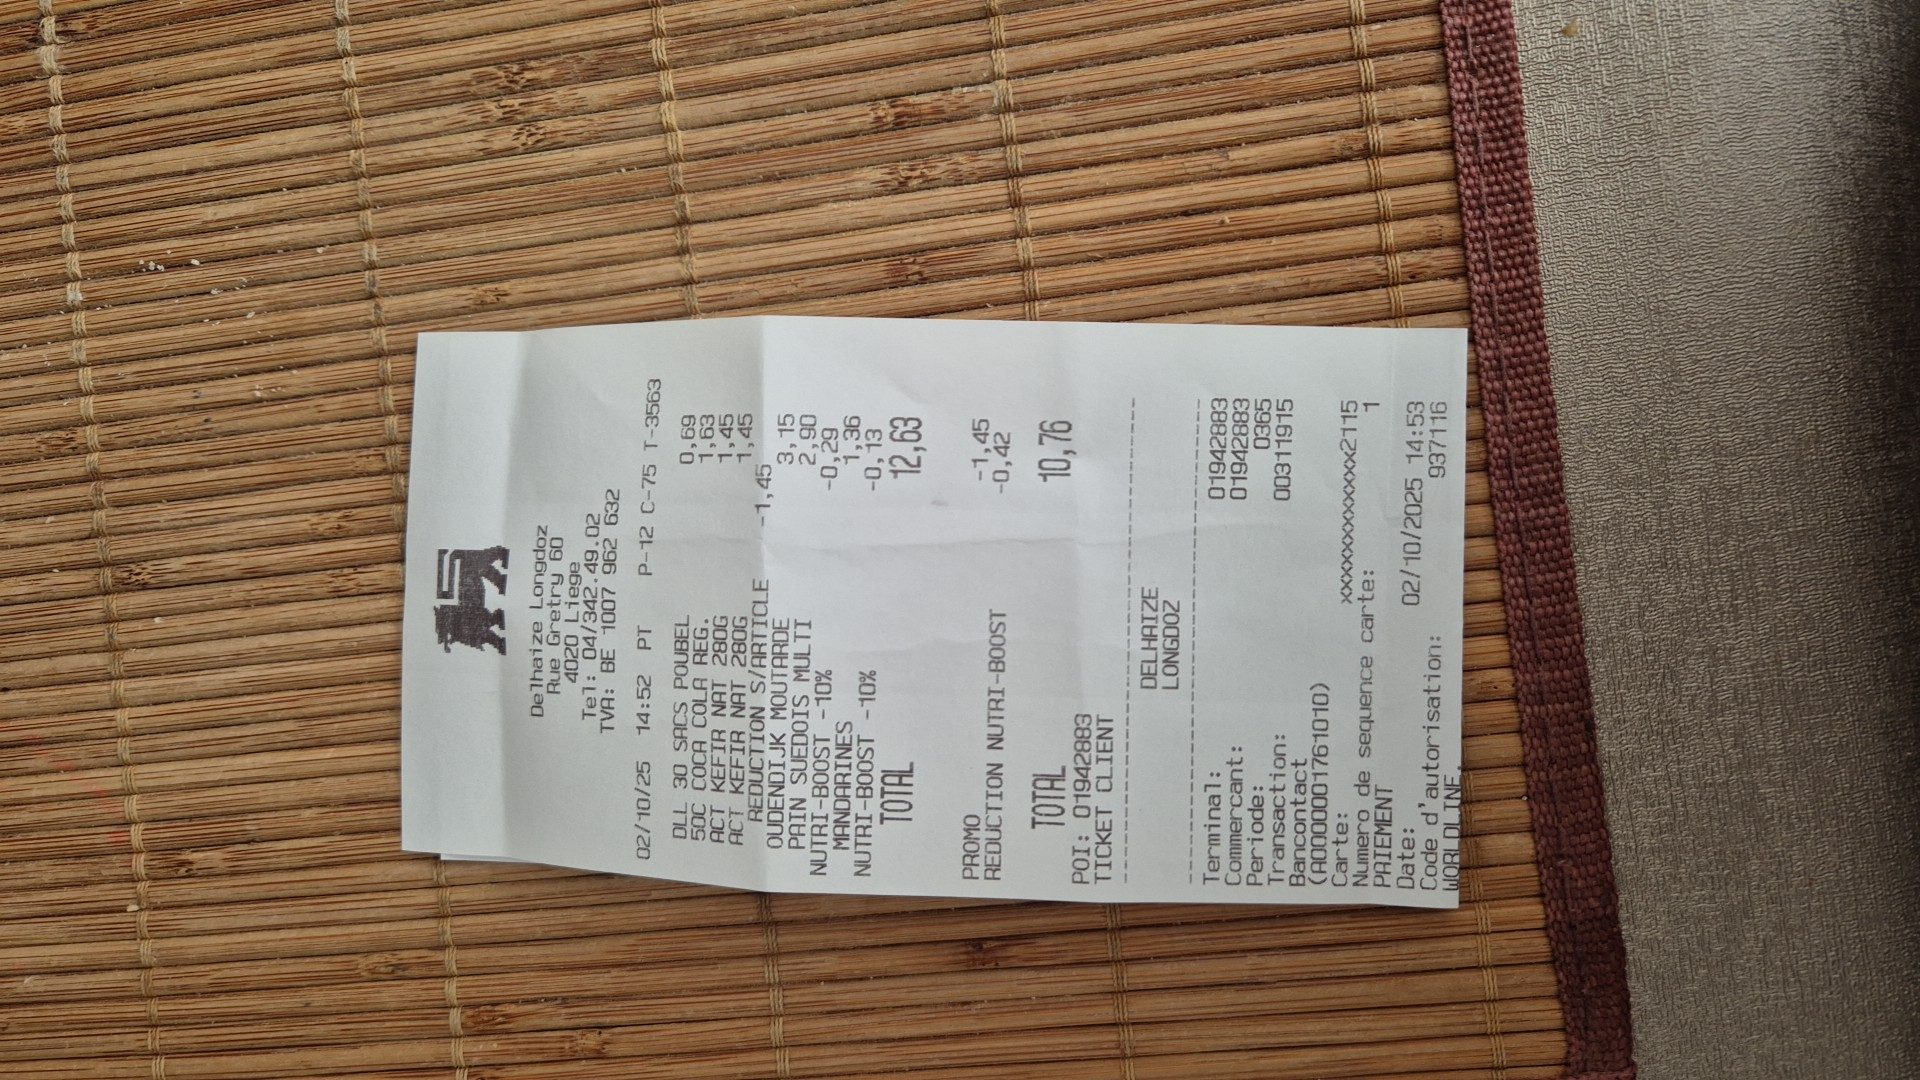 Delhaize Longdoz
Rue Gretry 60
4020 Liege
Tel: 04/342.49.02
TVA: BE 1007 962 632
02/10/25 14:52 PT P-12 C-75 T-3563
DLL 30 SACS POUBEL 0,69
50C COCA COLA REG. 1,63
ACT KEFIR NAT 280G 1,45
ACT KEFIR NAT 280G 1,45
REDUCTION S/ARTICLE -1,45
OUDENDIJK MOUTARDE 3,15
PAIN SUEDOIS MULTI 2,90
NUTRI-BOOST -10% -0,29
MANDARINES 1,36
NUTRI-BOOST -10% -0,13
TOTAL 12,63
PROMO -1,45
REDUCTION NUTRI-BOOST -0,42
TOTAL 10,76
POI: 01942883
TICKET CLIENT
DELHAIZE
LONGDOZ
Terminal: 01942883
Commercant: 01942883
Periode: 0365
Transaction: 00311915
Bancontact
(A0000001761010)
Carte: xxxxxxxxxxxxx2115
Numero de sequence carte: 1
PAIEMENT
Date: 02/10/2025 14:53
Code d'autorisation: 937116
WORLDLINE